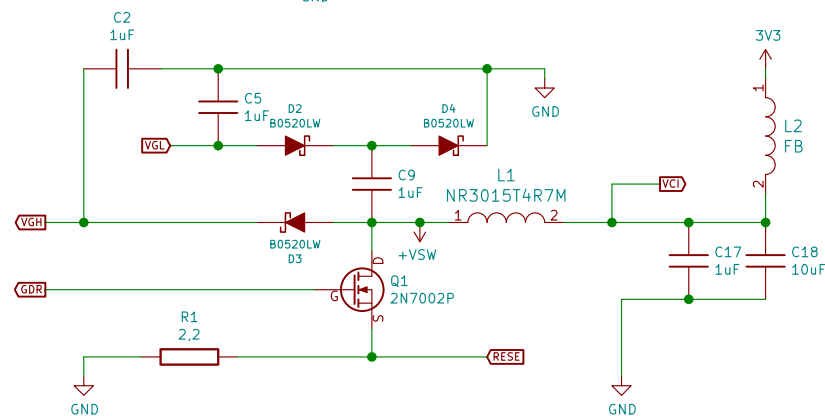 GND
C2
1uF
3V3
C5
1uF
D2
B0520LW
D4
B0520LW
GND
1
L2
FB
VGL
C9
1uF
L1
NR3015T4R7M
2
VCI
VGH
1
2
B0520LW
D3
+VSW
C17
1uF
C18
10uF
D
Q1
2N7002P
GDR
G
S
R1
2,2
RESE
GND
GND